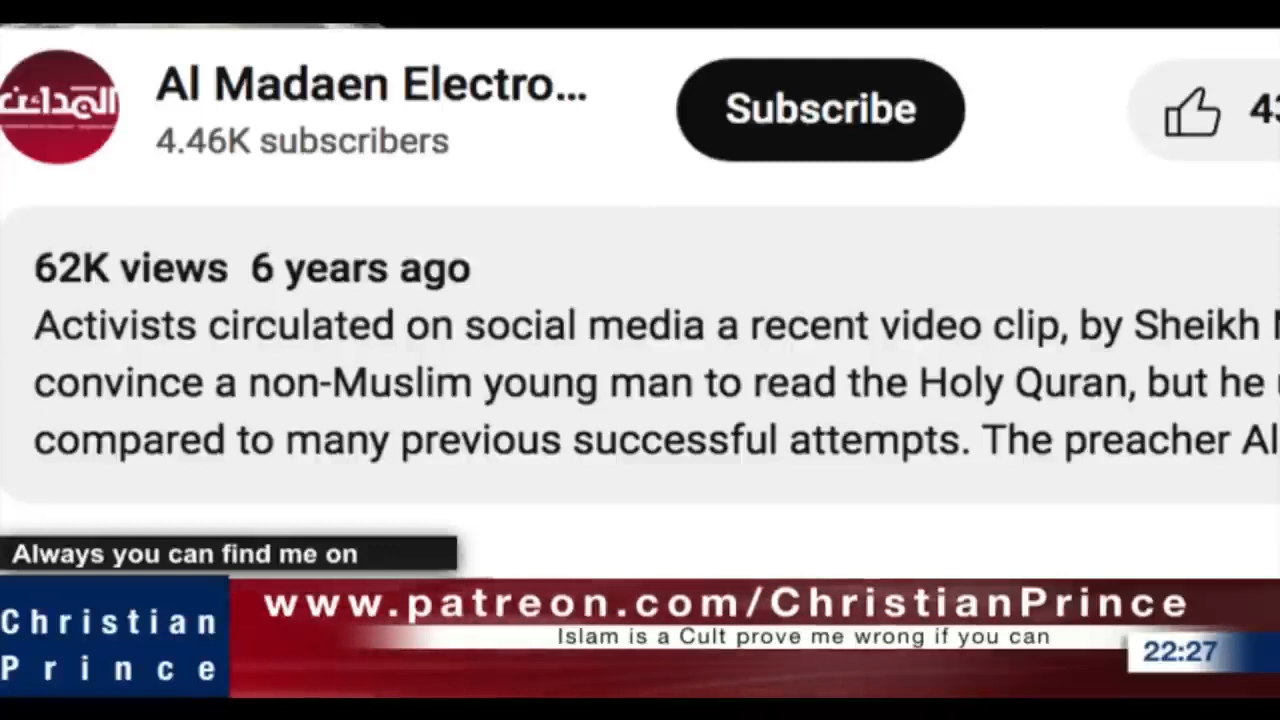 المدائن
Al Madaen Electro...
4.46K subscribers
Subscribe
62K views 6 years ago
Activists circulated on social media a recent video clip, by Sheikh
convince a non-Muslim young man to read the Holy Quran, but he
compared to many previous successful attempts. The preacher Al
Always you can find me on
Christian
Prince
www.patreon.com/ChristianPrince
Islam is a Cult prove me wrong if you can
22:27